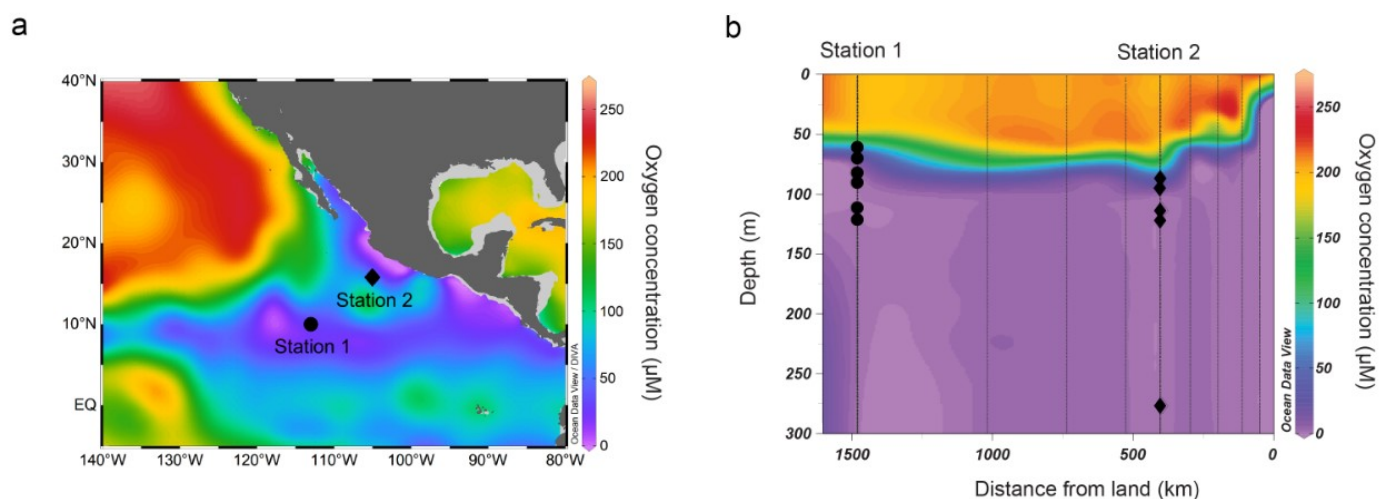 a
40°N
30°N
20°N
10°N
EQ
140°W
120°W
110°W
100°W
90°W
80°W
Station 2
Station 1
Ocean Data View / DIVA
250
200
150
100
50
0
Oxygen concentration (µM)
b
Station 1
Station 2
0
50
100
150
200
250
300
Depth (m)
1500
1000
500
0
Distance from land (km)
Ocean Data View
250
200
150
100
50
0
Oxygen concentration (µM)